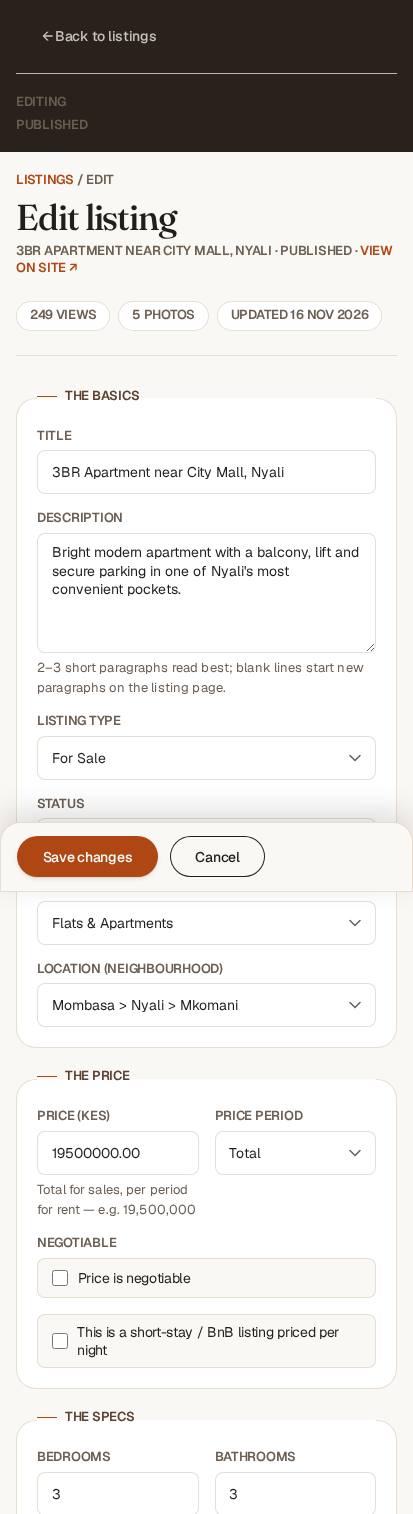 ← Back to listings
EDITING
PUBLISHED
LISTINGS / EDIT
Edit listing
3BR APARTMENT NEAR CITY MALL, NYALI · PUBLISHED · VIEW
ON SITE ↗
249 VIEWS
5 PHOTOS
UPDATED 16 NOV 2026
THE BASICS
TITLE
3BR Apartment near City Mall, Nyali
DESCRIPTION
Bright modern apartment with a balcony, lift and
secure parking in one of Nyali's most
convenient pockets.
2–3 short paragraphs read best; blank lines start new
paragraphs on the listing page.
LISTING TYPE
For Sale
STATUS
Save changes
Cancel
Flats & Apartments
LOCATION (NEIGHBOURHOOD)
Mombasa > Nyali > Mkomani
THE PRICE
PRICE (KES)
PRICE PERIOD
19500000.00
Total
Total for sales, per period
for rent — e.g. 19,500,000
NEGOTIABLE
Price is negotiable
This is a short-stay / BnB listing priced per
night
THE SPECS
BEDROOMS
BATHROOMS
3
3